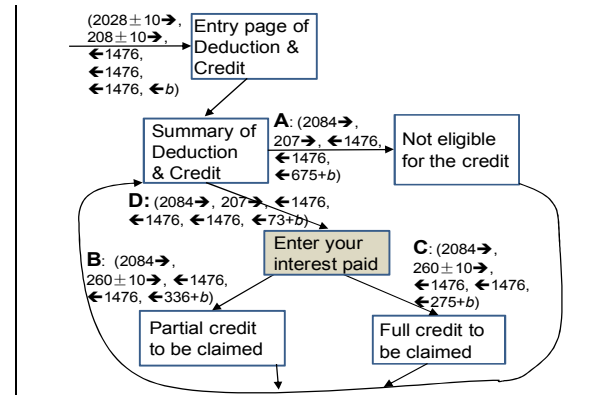 (2028±10➔,
208±10➔,
🡰1476,
🡰1476,
🡰1476, 🡰b)
Entry page of
Deduction &
Credit
Summary of
Deduction
& Credit
A: (2084➔,
207➔, 🡰1476,
🡰1476,
🡰675+b)
Not eligible
for the credit
D: (2084➔, 207➔, 🡰1476,
🡰1476, 🡰1476, 🡰73+b)
Enter your
interest paid
B: (2084➔,
260±10➔, 🡰1476,
🡰1476, 🡰336+b)
C: (2084➔,
260±10➔,
🡰1476, 🡰1476,
🡰275+b)
Partial credit
to be claimed
Full credit to
be claimed